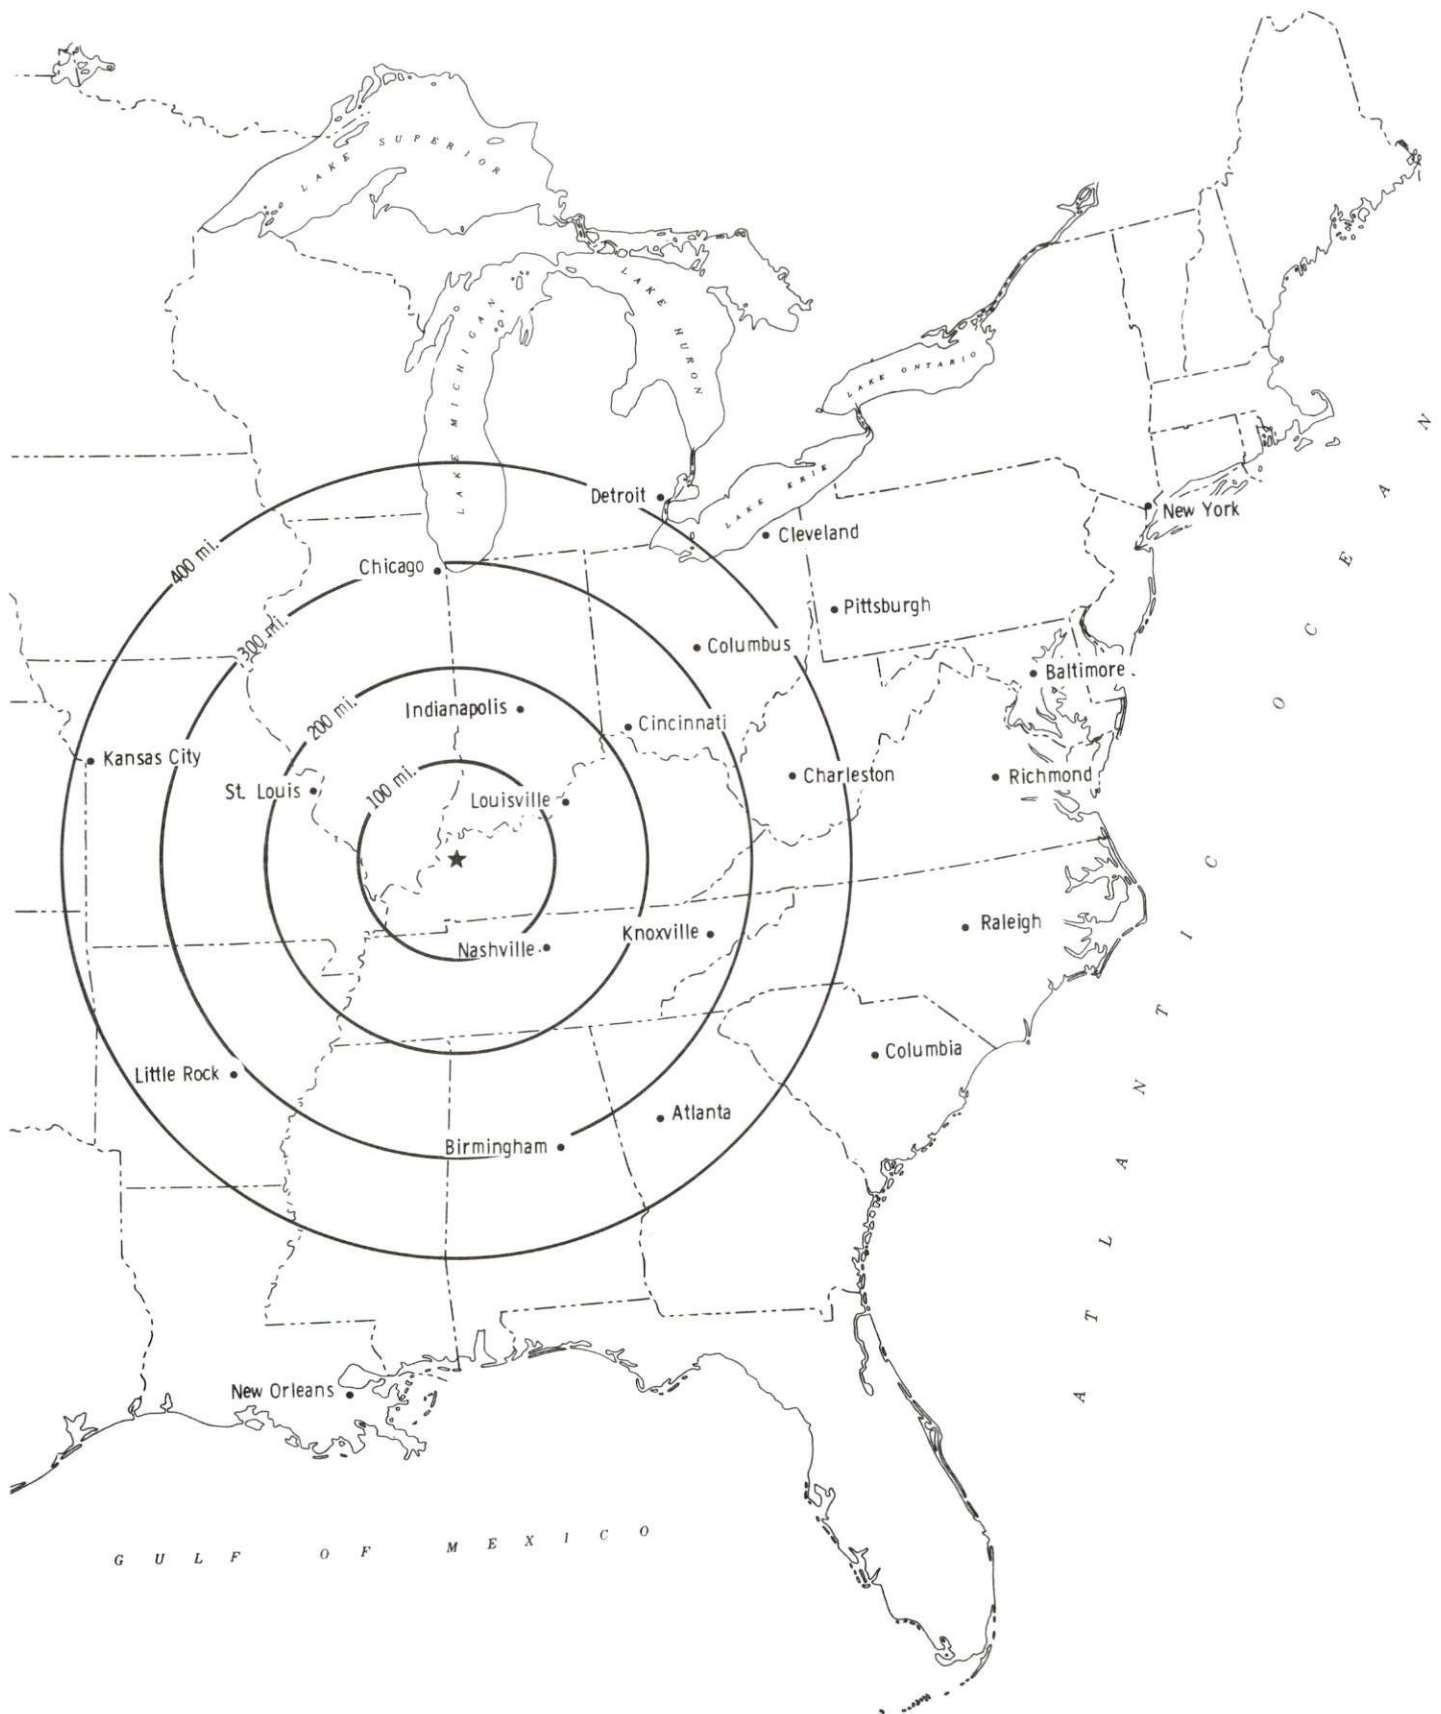 LAKE SUPERIOR
LAKE MICHIGAN
LAKE HURON
LAKE ONTARIO
LAKE ERIE
LAKE MICHIGAN
Detroit
New York
Cleveland
400 mi.
Chicago
Pittsburgh
300 mi.
Columbus
Baltimore
200 mi.
Indianapolis
Cincinnati
Kansas City
Charleston
Richmond
St. Louis
100 mi.
Louisville
Raleigh
Knoxville
Nashville
Columbia
Little Rock
Atlanta
Birmingham
ATLANTIC OCEAN
New Orleans
GULF OF MEXICO